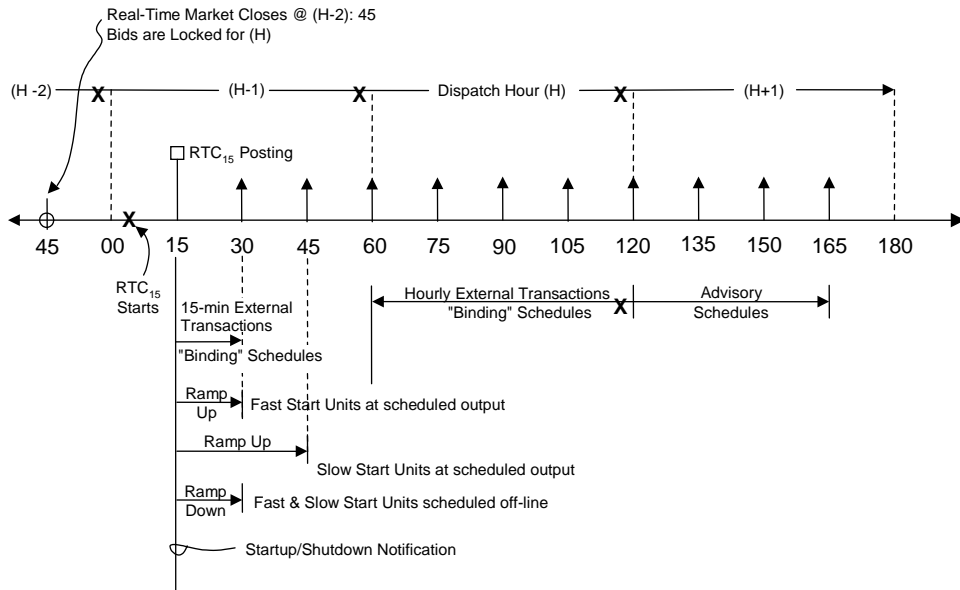 Real-Time Market Closes @ (H-2): 45
Bids are Locked for (H)
(H -2)
X
(H-1)
X
Dispatch Hour (H)
X
(H+1)
RTC15 Posting
X
45 00 15 30 45 60 75 90 105 120 135 150 165 180
RTC15
Starts
15-min External
Transactions
"Binding" Schedules
Hourly External Transactions
"Binding" Schedules
X
Advisory
Schedules
Ramp
Up
Fast Start Units at scheduled output
Ramp Up
Slow Start Units at scheduled output
Ramp
Down
Fast & Slow Start Units scheduled off-line
Startup/Shutdown Notification